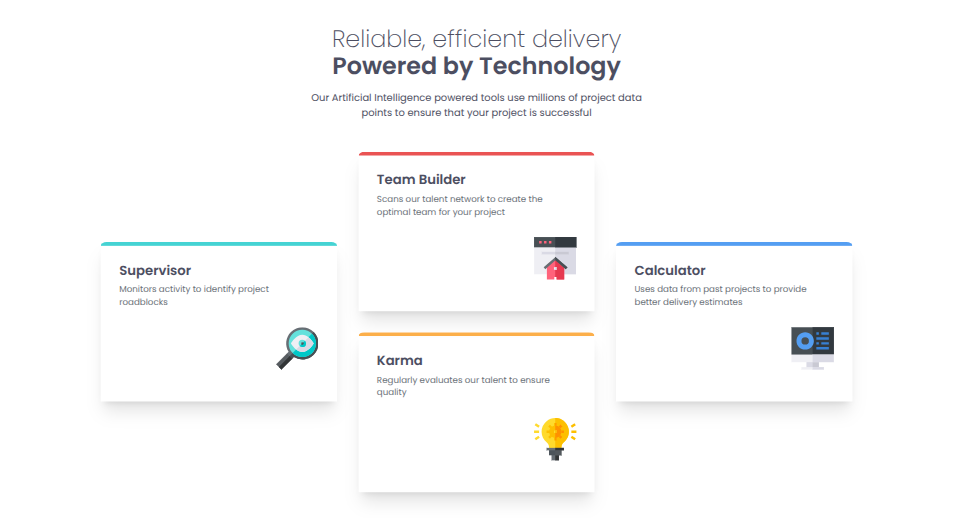 Reliable, efficient delivery
Powered by Technology
Our Artificial Intelligence powered tools use millions of project data
points to ensure that your project is successful
Supervisor
Monitors activity to identify project
roadblocks
Team Builder
Scans our talent network to create the
optimal team for your project
Karma
Regularly evaluates our talent to ensure
quality
Calculator
Uses data from past projects to provide
better delivery estimates